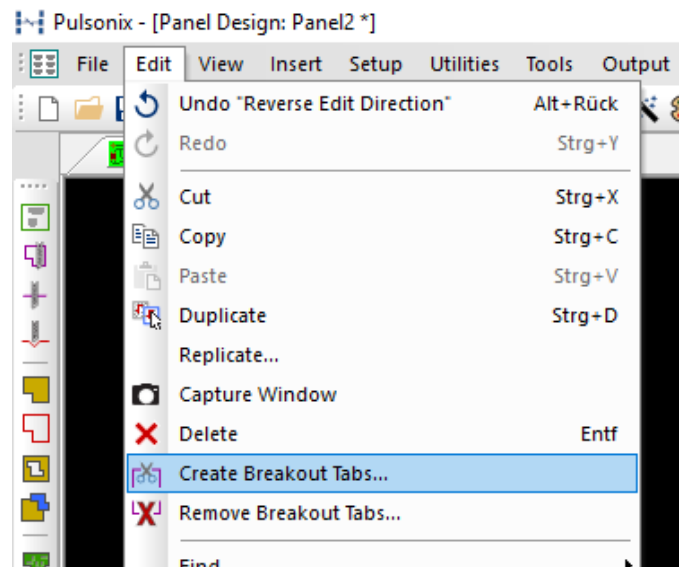 Pulsonix - [Panel Design: Panel2 *]
File Edit View Insert Setup Utilities Tools Output
Undo "Reverse Edit Direction" Alt+Rück
Redo Strg+Y
Cut Strg+X
Copy Strg+C
Paste Strg+V
Duplicate Strg+D
Replicate...
Capture Window
Delete Entf
Create Breakout Tabs...
Remove Breakout Tabs...
Find